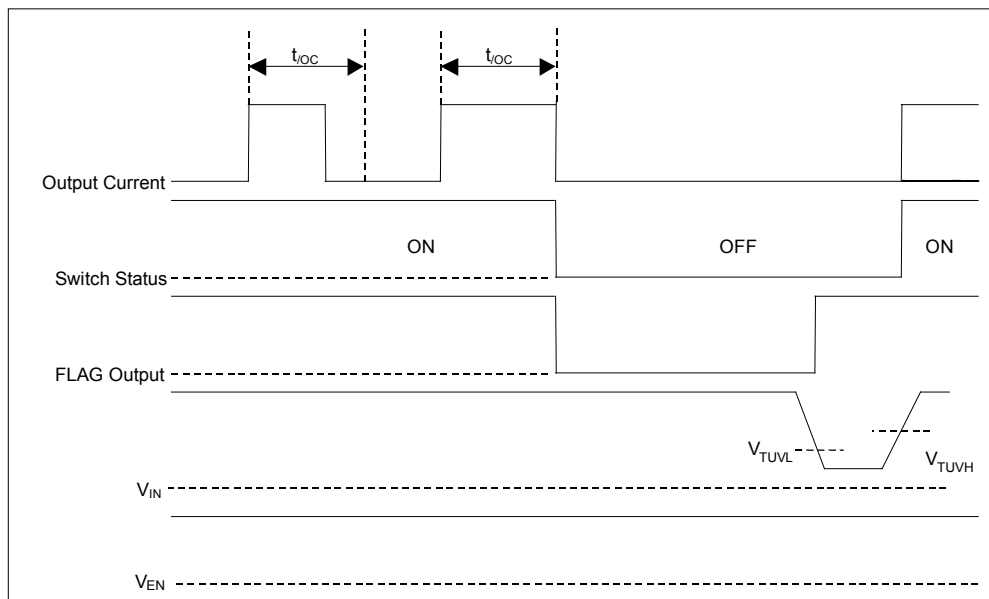 t/OC t/OC
Output Current
ON OFF ON
Switch Status
FLAG Output
VTUVL VTUVH
VIN
VEN